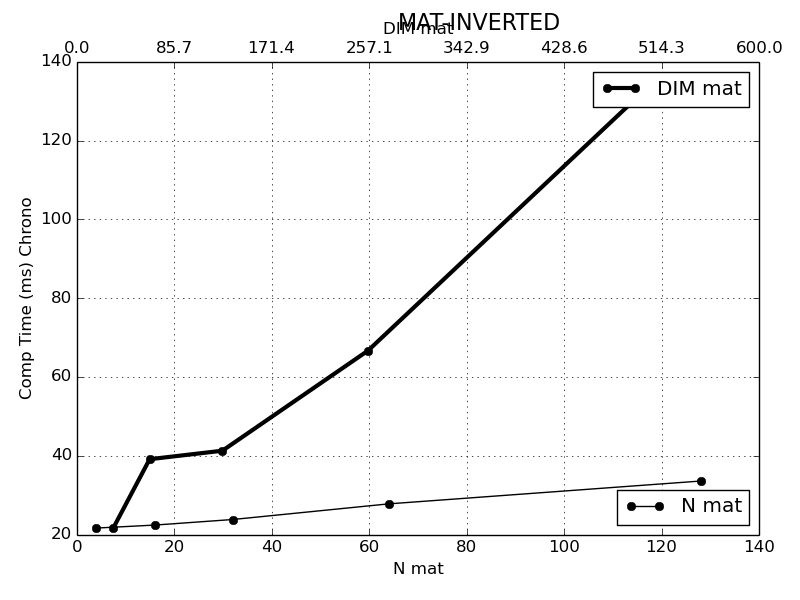 MAT-INVERTED
DIM mat
0.0 85.7 171.4 257.1 342.9 428.6 514.3 600.0
140
120
100
80
60
40
20
Comp Time (ms) Chrono
DIM mat
N mat
0 20 40 60 80 100 120 140
N mat